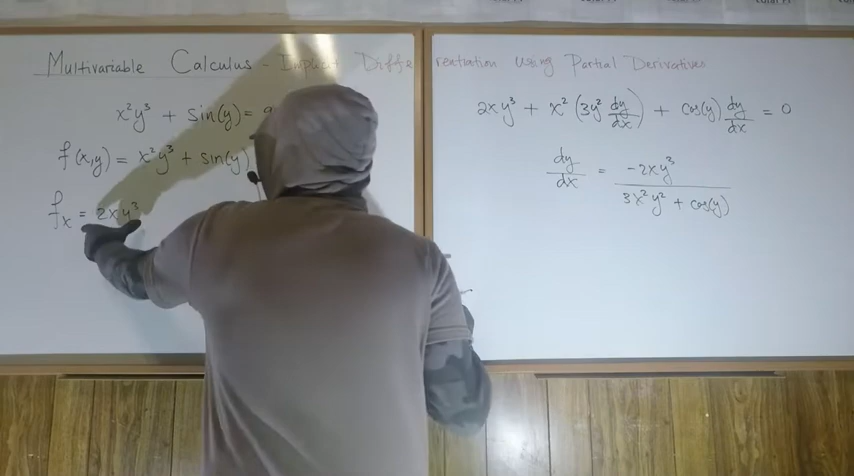 Multivariable Calculus - Implicit Differentiation Using Partial Derivatives
x²y³ + sin(y) =
f(x,y) = x²y³ + sin(y)
fₓ = 2xy³
2xy³ + x²(3y² dy/dx) + cos(y) dy/dx = 0
dy/dx = -2xy³ / 3x²y² + cos(y)